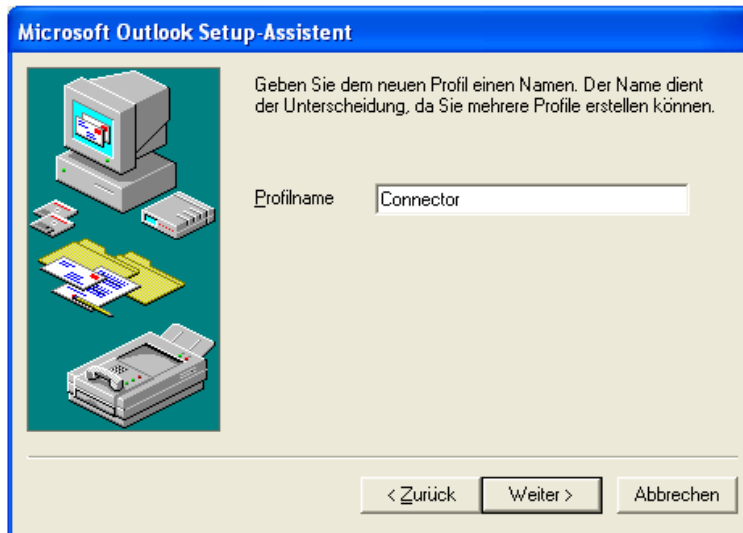 Microsoft Outlook Setup-Assistent
Geben Sie dem neuen Profil einen Namen. Der Name dient
der Unterscheidung, da Sie mehrere Profile erstellen können.
Profilname
Connector
< Zurück
Weiter >
Abbrechen